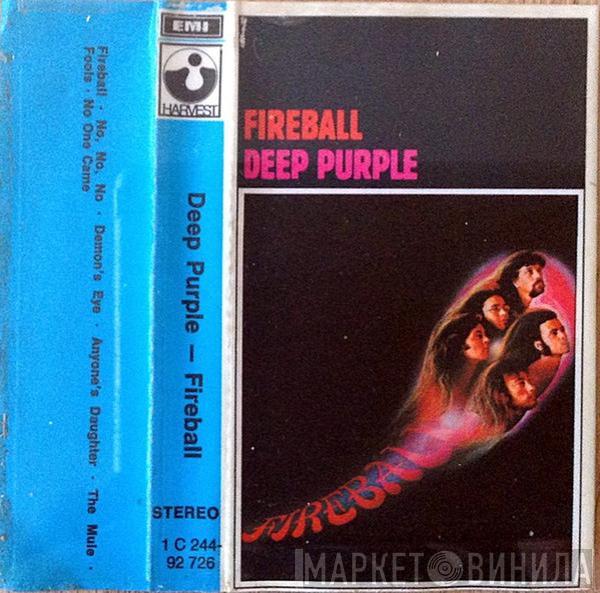 Fireball · No, No, No · Demon's Eye · Anyone's Daughter · The Mule ·
Fools · No One Came
EMI
HARVEST
Deep Purple — Fireball
STEREO
1 C 244-
92 726
FIREBALL
DEEP PURPLE
FIREBALL
МАРКЕТ ВИНИЛА